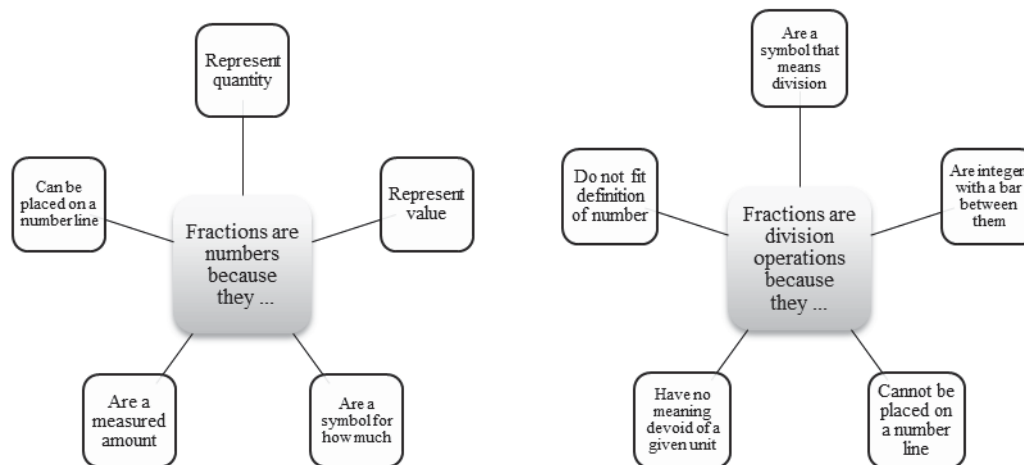 Represent
quantity
Can be
placed on a
number line
Represent
value
Fractions are
numbers
because
they ...
Are a
measured
amount
Are a
symbol for
how much
Are a
symbol that
means
division
Do not fit
definition
of number
Are integer
with a bar
between
them
Fractions are
division
operations
because
they ...
Have no
meaning
devoid of a
given unit
Cannot be
placed on
a number
line